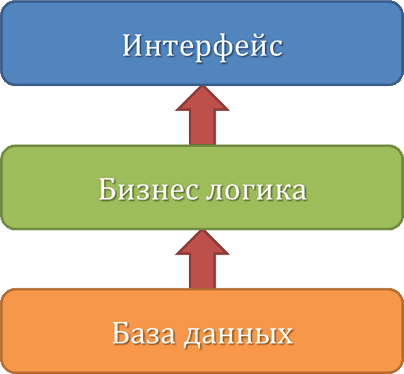 Интерфейс
Бизнес логика
База данных